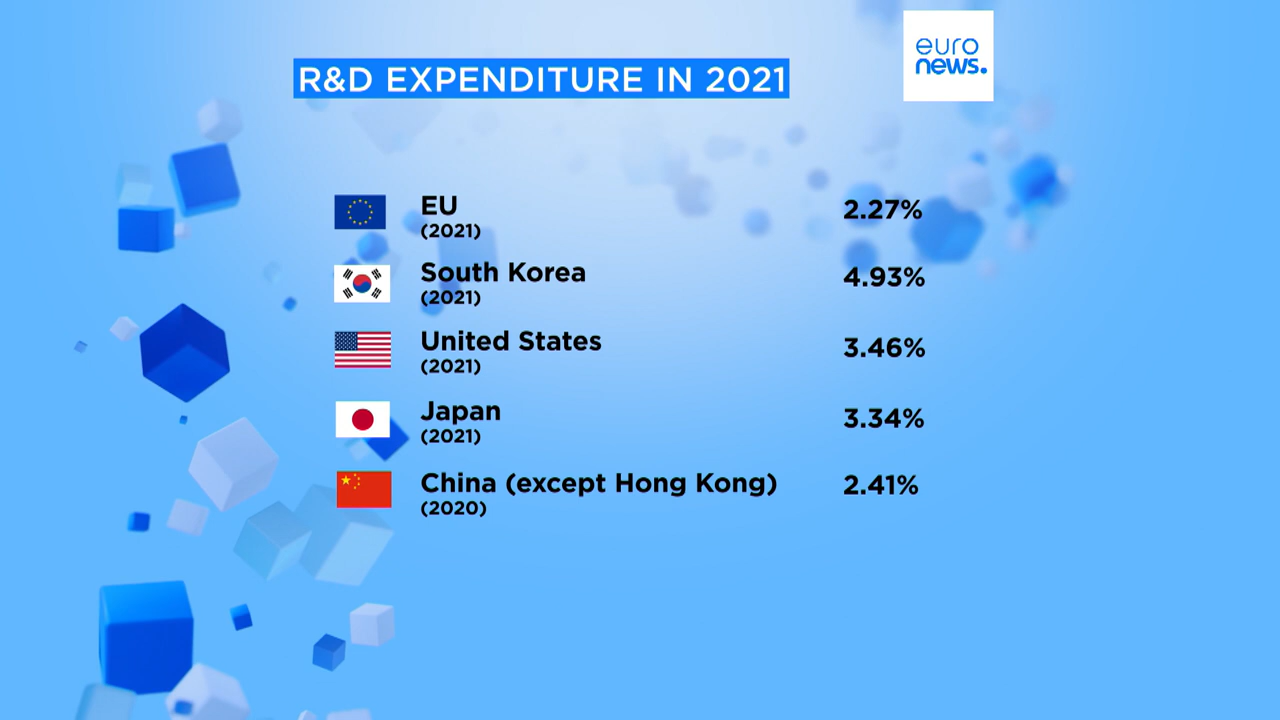 euro
news.
R&D EXPENDITURE IN 2021
EU 2.27%
(2021)
South Korea 4.93%
(2021)
United States 3.46%
(2021)
Japan 3.34%
(2021)
China (except Hong Kong) 2.41%
(2020)